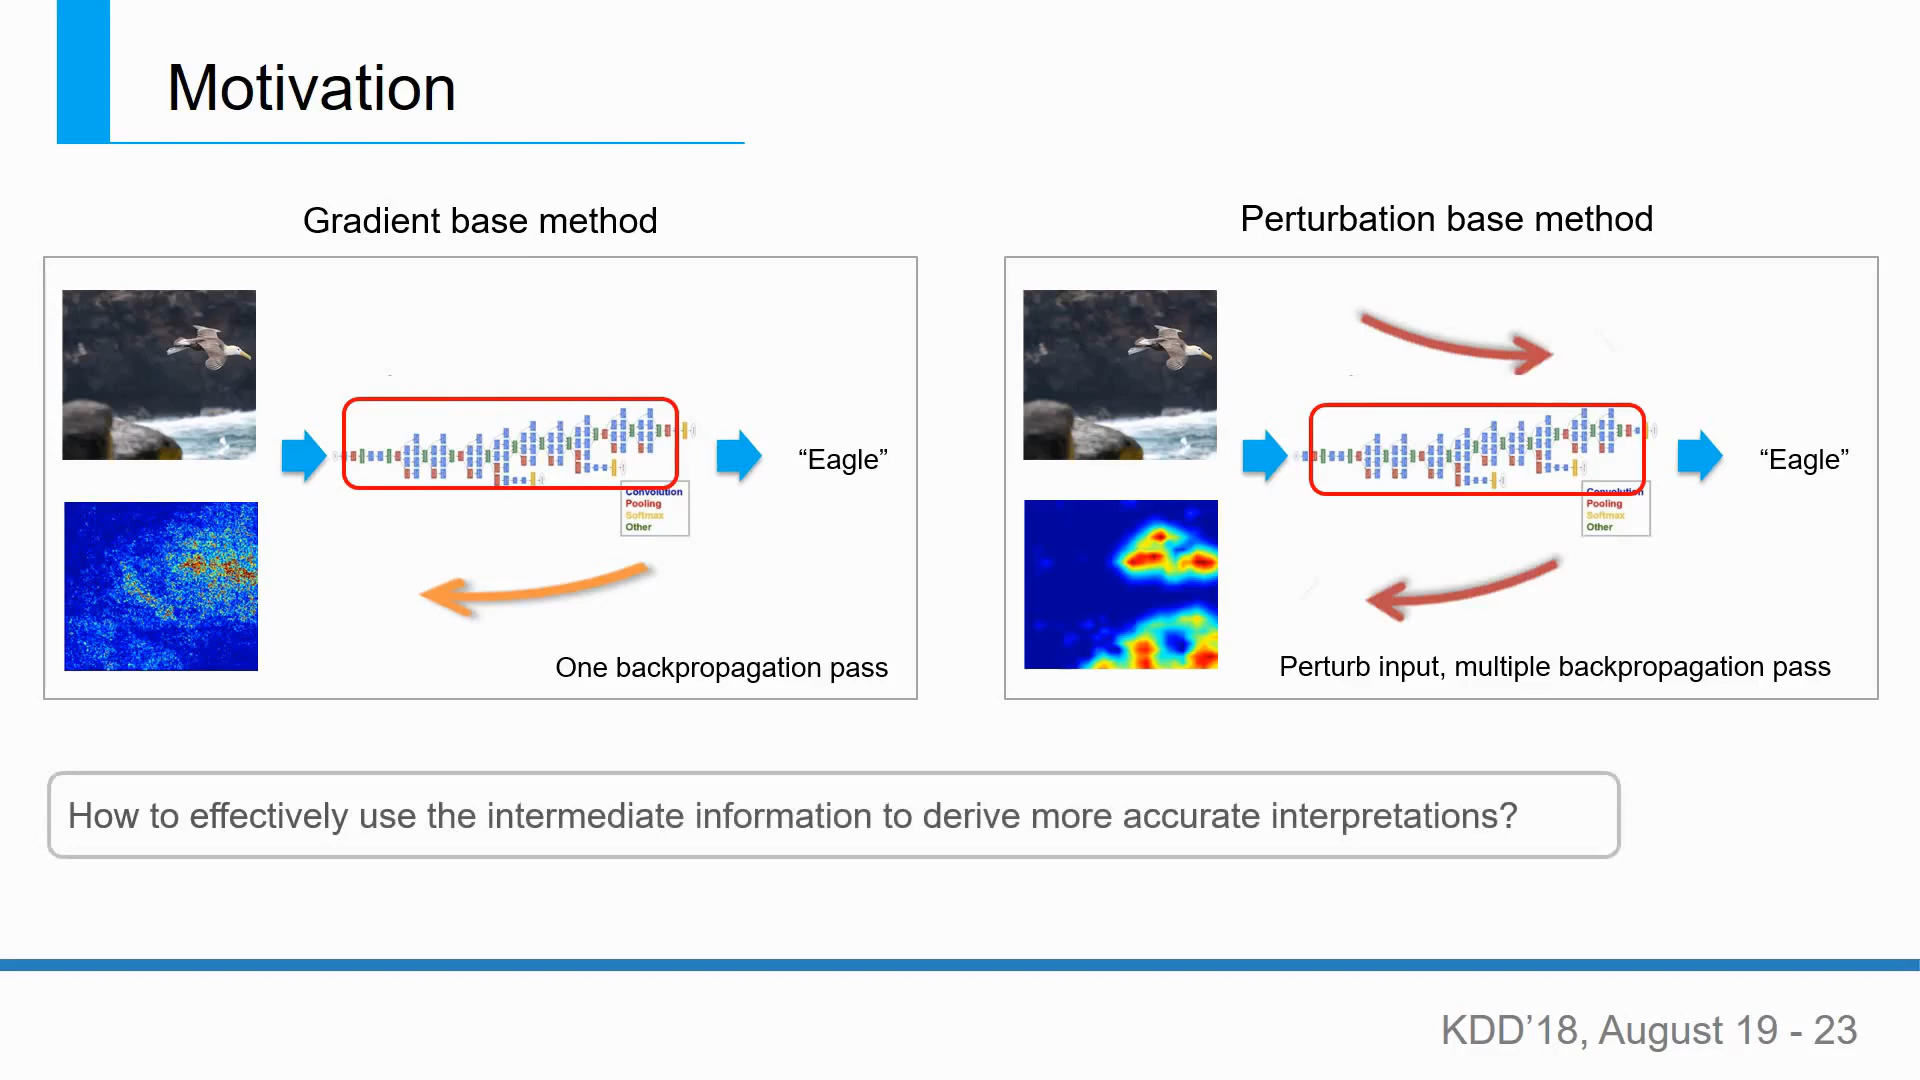 Motivation
Gradient base method
“Eagle”
Convolution
Pooling
Softmax
Other
One backpropagation pass
Perturbation base method
“Eagle”
Convolution
Pooling
Softmax
Other
Perturb input, multiple backpropagation pass
How to effectively use the intermediate information to derive more accurate interpretations?
KDD’18, August 19 - 23